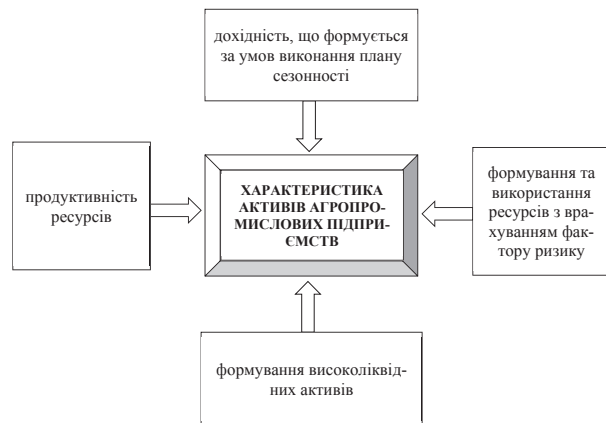 дохідність, що формується
за умов виконання плану
сезонності
продуктивність
ресурсів
ХАРАКТЕРИСТИКА
АКТИВІВ АГРОПРО-
МИСЛОВИХ ПІДПРИ-
ЄМСТВ
формування та
використання
ресурсів з вра-
хуванням фак-
тору ризику
формування високоліквід-
них активів